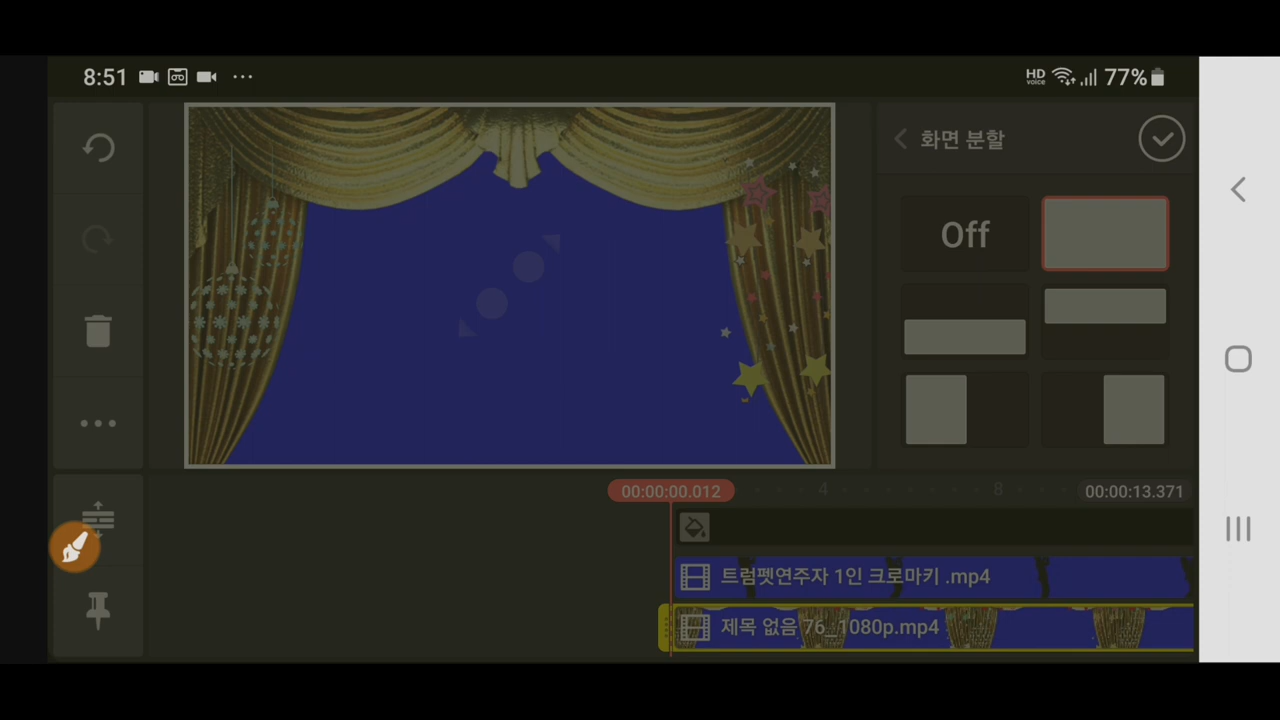 8:51
HD voice 77%
화면 분할
Off
00:00:00.012
4
8
00:00:13.371
트럼펫연주자 1인 크로마키 .mp4
제목 없음 76_1080p.mp4